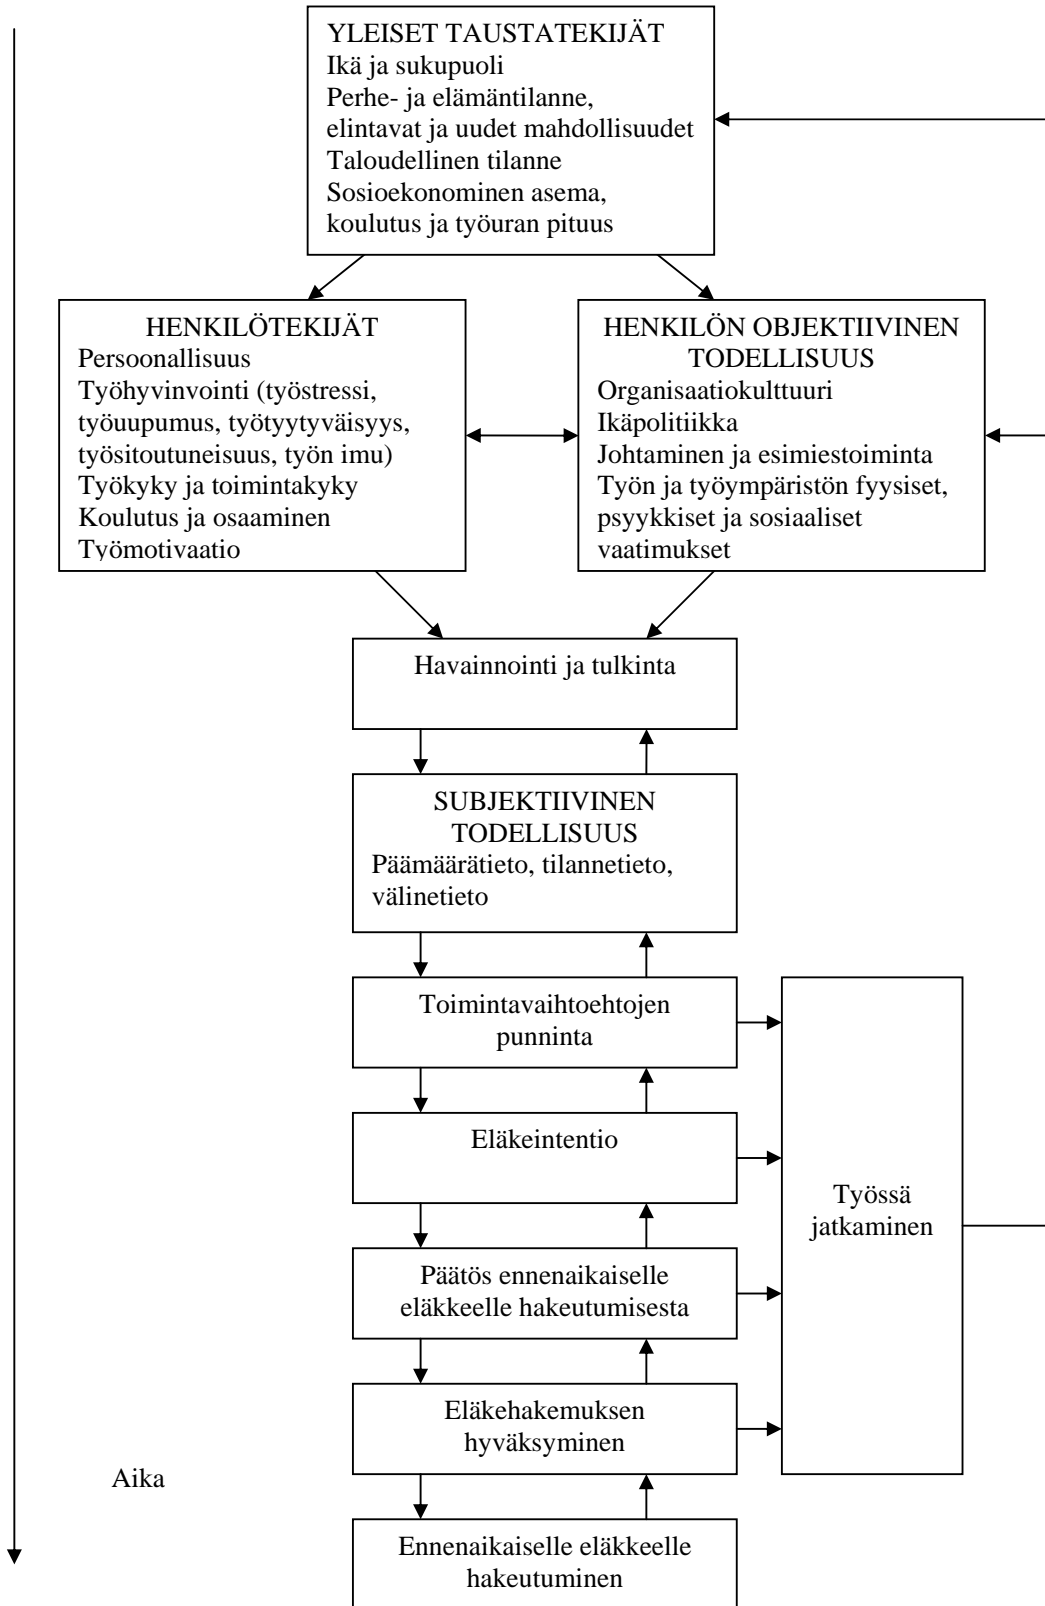 YLEISET TAUSTATEKIJÄT
Ikä ja sukupuoli
Perhe- ja elämäntilanne,
elintavat ja uudet mahdollisuudet
Taloudellinen tilanne
Sosioekonominen asema,
koulutus ja työuran pituus
HENKILÖTEKIJÄT
Persoonallisuus
Työhyvinvointi (työstressi,
työuupumus, työtyytyväisyys,
työsitoutuneisuus, työn imu)
Työkyky ja toimintakyky
Koulutus ja osaaminen
Työmotivaatio
HENKILÖN OBJEKTIIVINEN
TODELLISUUS
Organisaatiokulttuuri
Ikäpolitiikka
Johtaminen ja esimiestoiminta
Työn ja työympäristön fyysiset,
psyykkiset ja sosiaaliset
vaatimukset
Havainnointi ja tulkinta
SUBJEKTIIVINEN
TODELLISUUS
Päämäärätieto, tilannetieto,
välinetieto
Toimintavaihtoehtojen
punninta
Eläkeintentio
Työssä
jatkaminen
Päätös ennenaikaiselle
eläkkeelle hakeutumisesta
Eläkehakemuksen
hyväksyminen
Aika
Ennenaikaiselle eläkkeelle
hakeutuminen